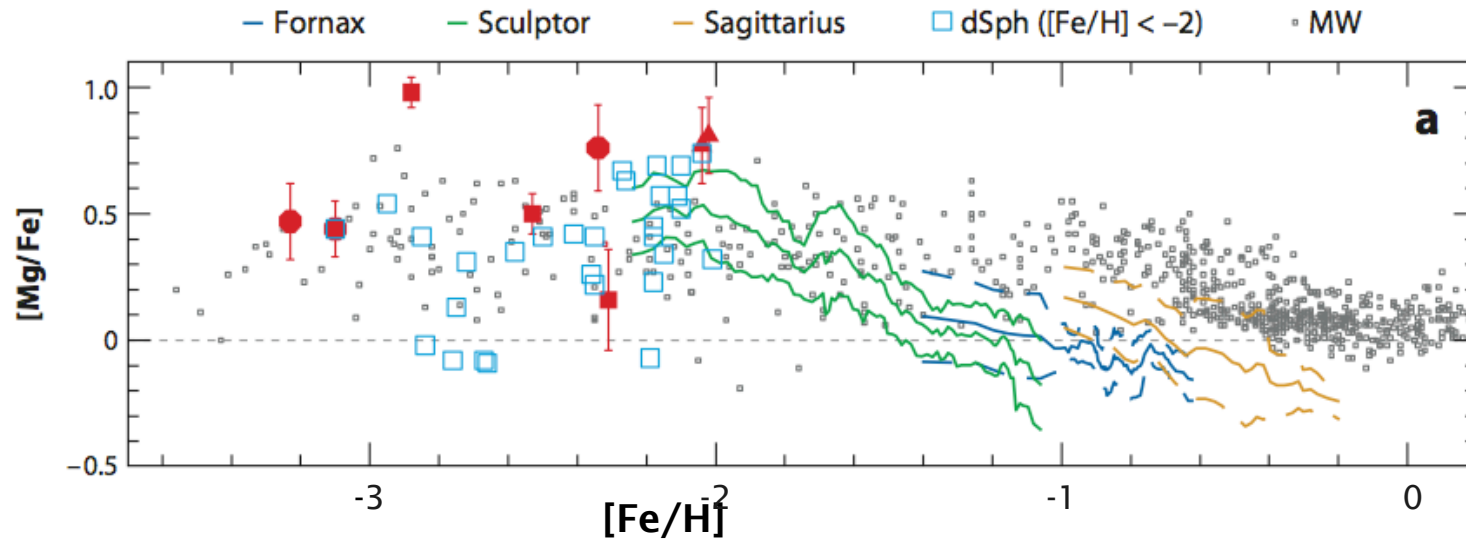 Fornax Sculptor Sagittarius dSph ([Fe/H] < –2) MW
1.0
a
0.5
[Mg/Fe]
0
–0.5
-3 -2 -1 0
[Fe/H]